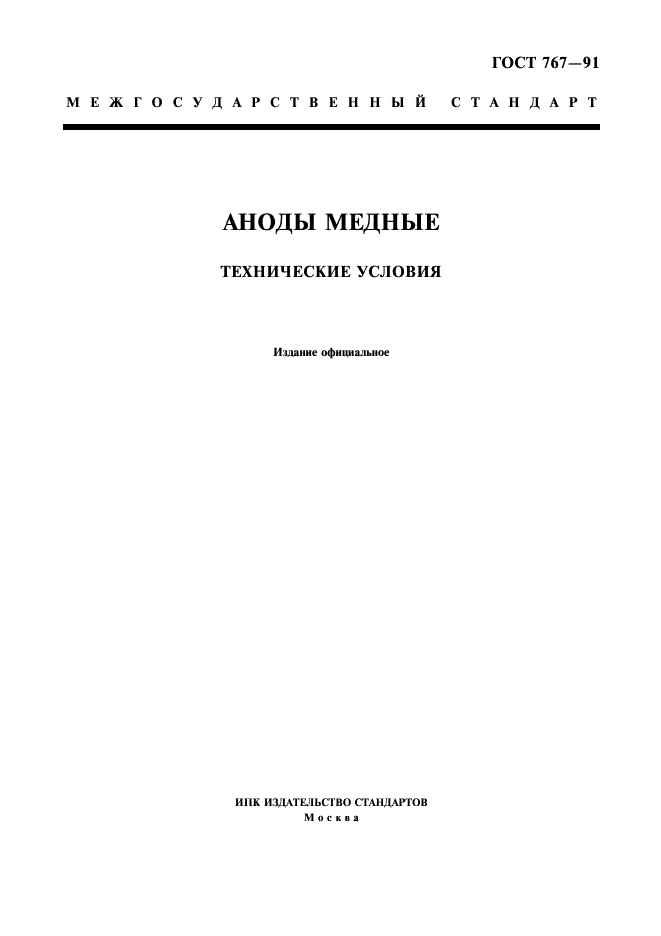 ГОСТ 767—91
МЕЖГОСУДАРСТВЕННЫЙ СТАНДАРТ
АНОДЫ МЕДНЫЕ
ТЕХНИЧЕСКИЕ УСЛОВИЯ
Издание официальное
ИПК ИЗДАТЕЛЬСТВО СТАНДАРТОВ
Москва